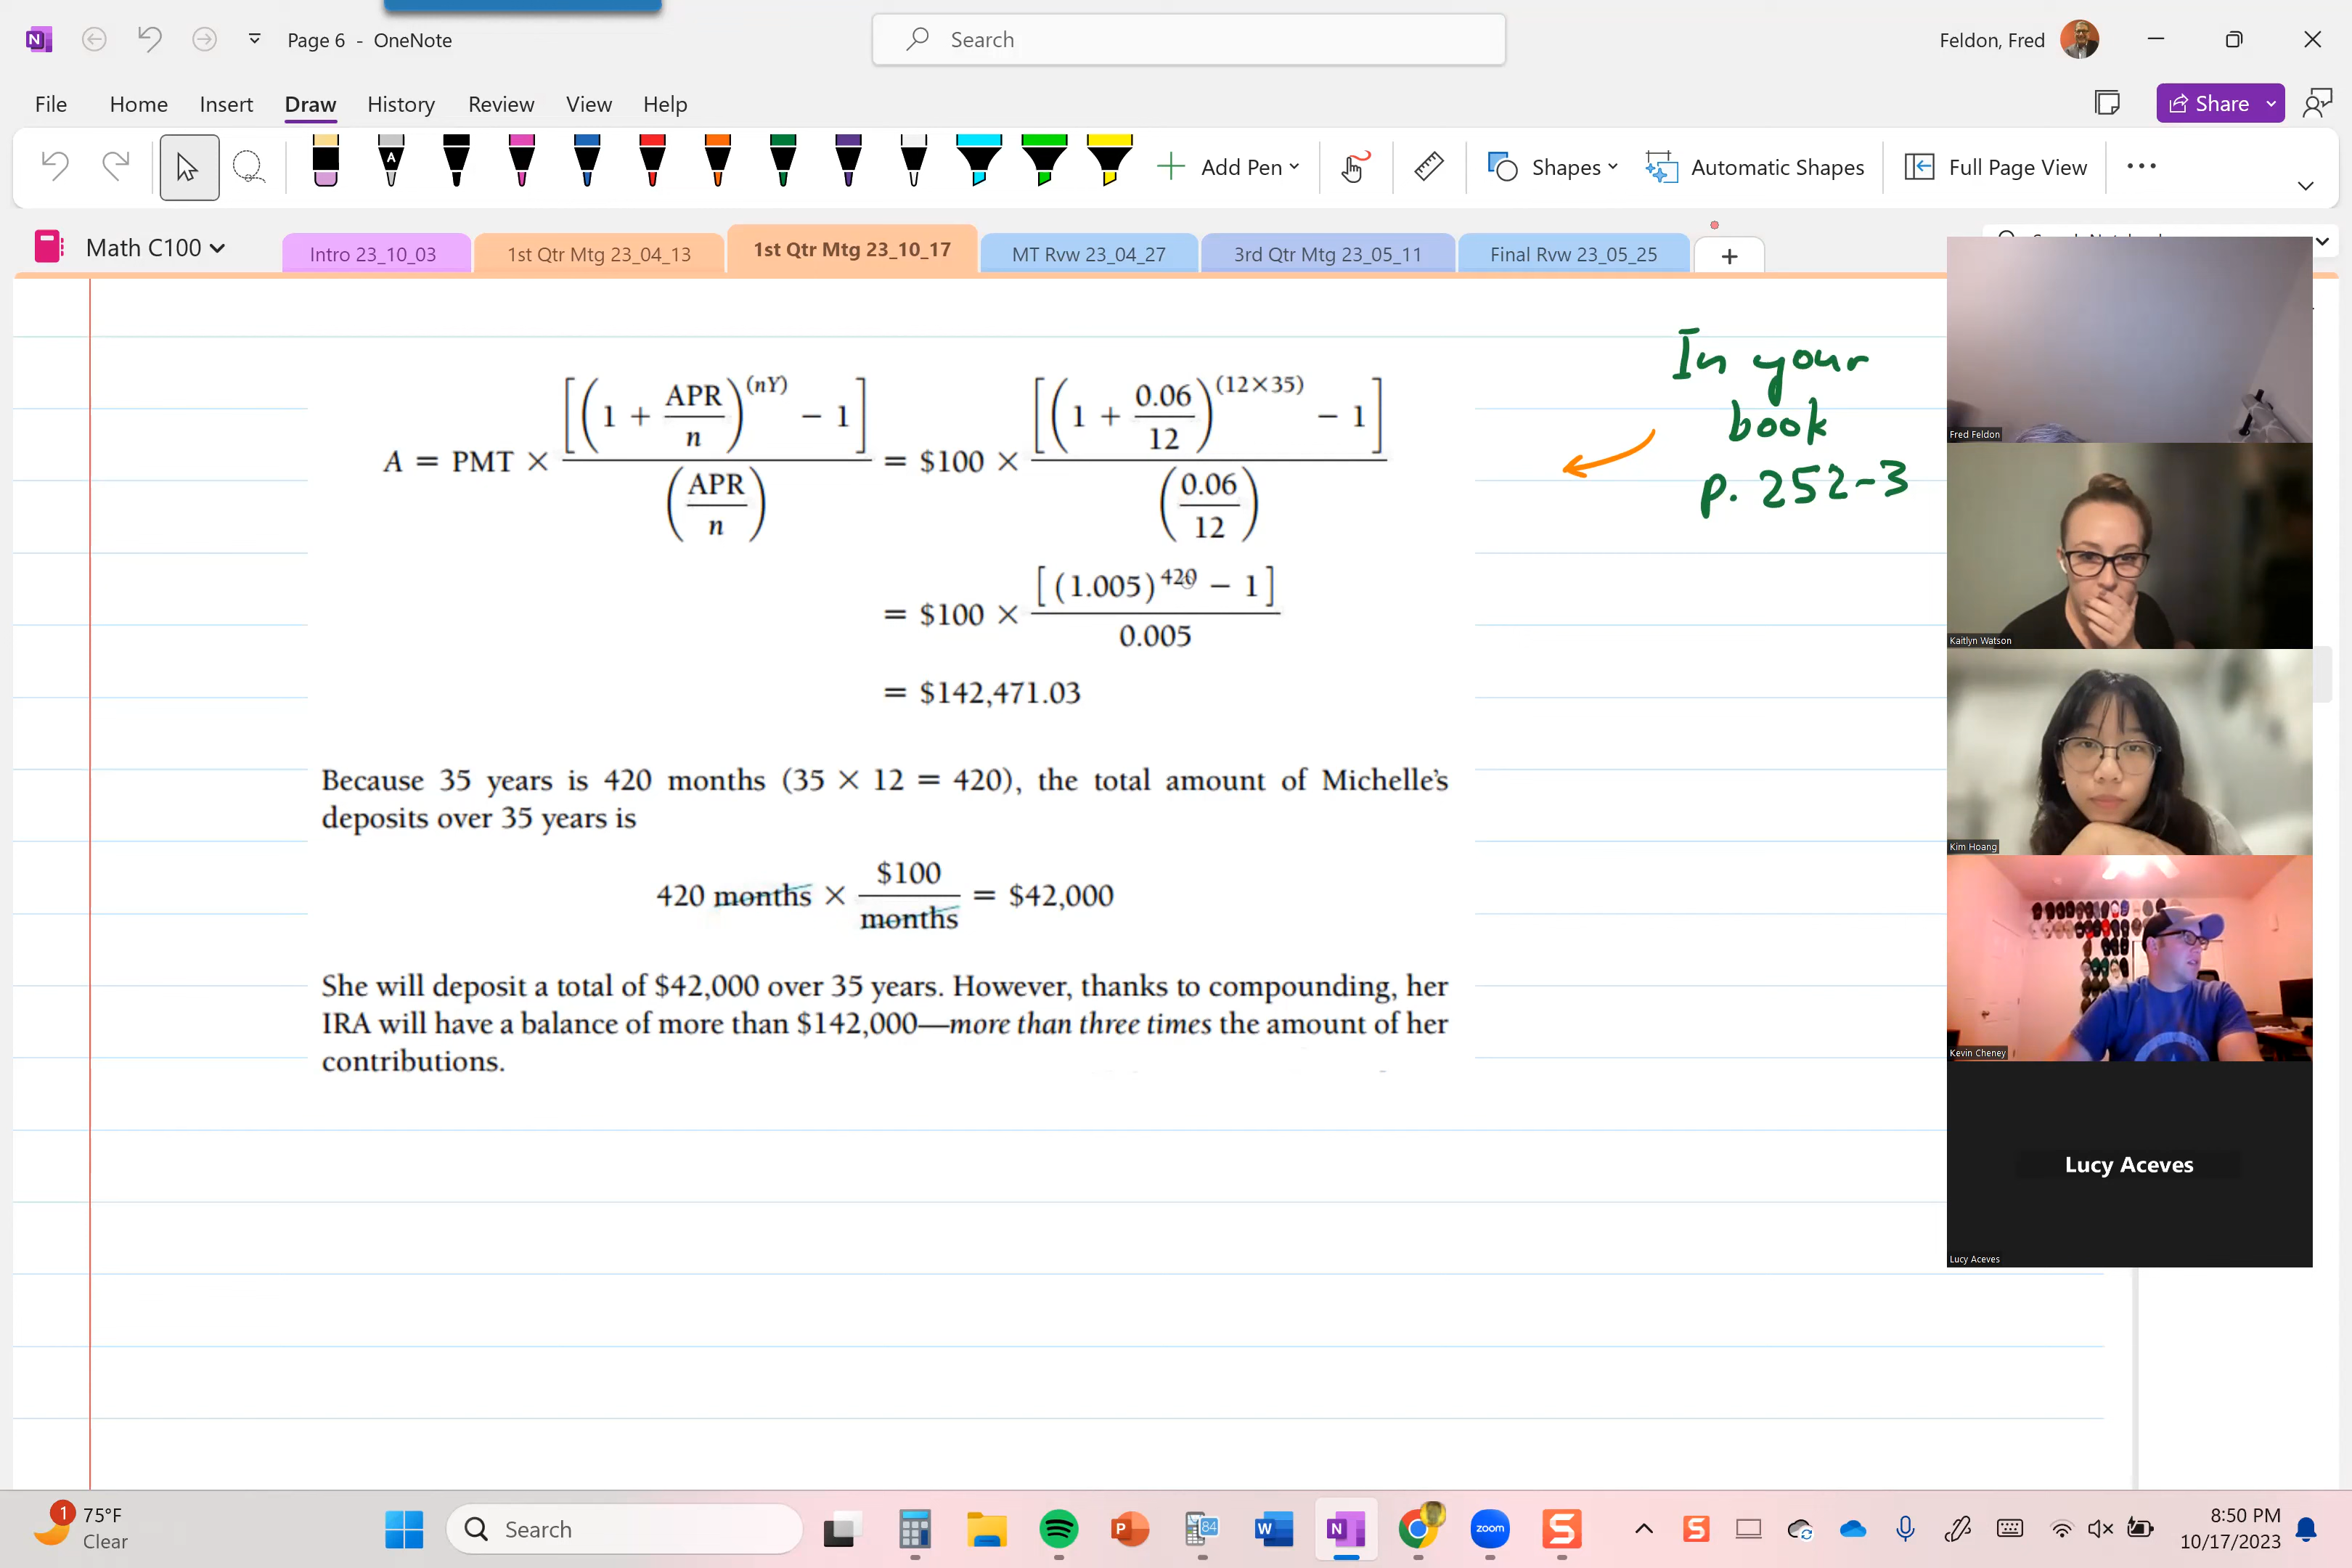 Page 6 - OneNote
Search
Feldon, Fred
File Home Insert Draw History Review View Help
Share
A
Add Pen
Shapes
Automatic Shapes
Full Page View
Math C100
Intro 23_10_03
1st Qtr Mtg 23_04_13
1st Qtr Mtg 23_10_17
MT Rvw 23_04_27
3rd Qtr Mtg 23_05_11
Final Rvw 23_05_25
+
A = PMT × [(1 + APR/n)^(nY) − 1] / (APR/n) = $100 × [(1 + 0.06/12)^(12×35) − 1] / (0.06/12)
= $100 × [(1.005)^420 − 1] / 0.005
= $142,471.03
In your
book
p. 252-3
Because 35 years is 420 months (35 × 12 = 420), the total amount of Michelle's
deposits over 35 years is
420 months × $100/months = $42,000
She will deposit a total of $42,000 over 35 years. However, thanks to compounding, her
IRA will have a balance of more than $142,000—more than three times the amount of her
contributions.
Fred Feldon
Kaitlyn Watson
Kim Hoang
Kevin Cheney
Lucy Aceves
Lucy Aceves
1
75°F
Clear
Search
84
zoom
8:50 PM
10/17/2023